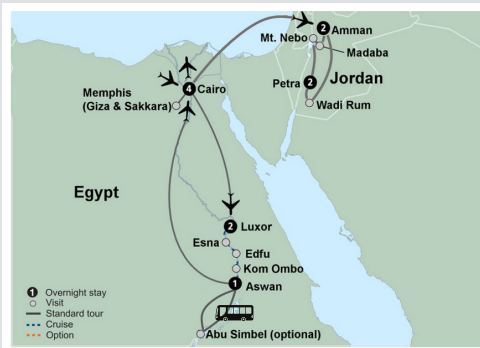 2
Amman
Mt. Nebo
Madaba
Jordan
Petra
2
Wadi Rum
4
Cairo
Memphis
(Giza & Sakkara)
Egypt
2
Luxor
Esna
Edfu
Kom Ombo
1
Aswan
Abu Simbel (optional)
1 Overnight stay
Visit
Standard tour
Cruise
Option